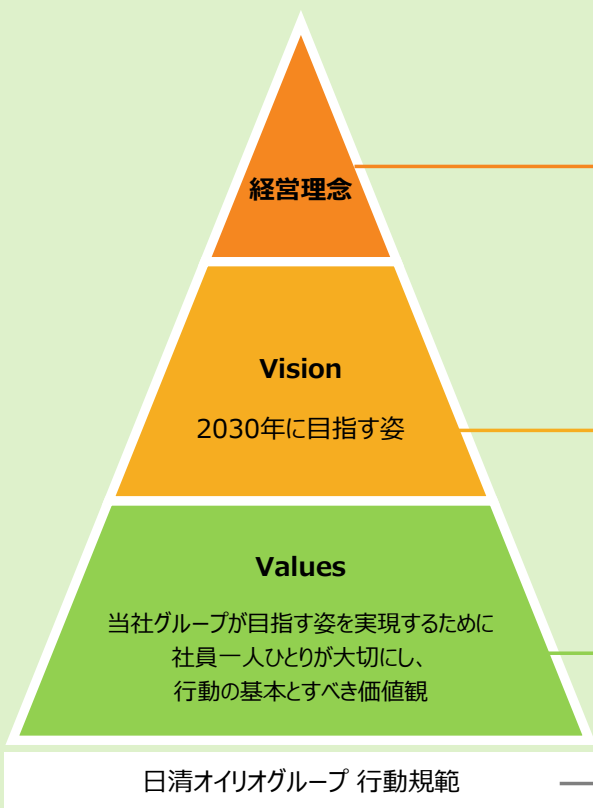 経営理念
Vision
2030年に目指す姿
Values
当社グループが目指す姿を実現するために
社員一人ひとりが大切にし、
行動の基本とすべき価値観
日清オイリオグループ 行動規範